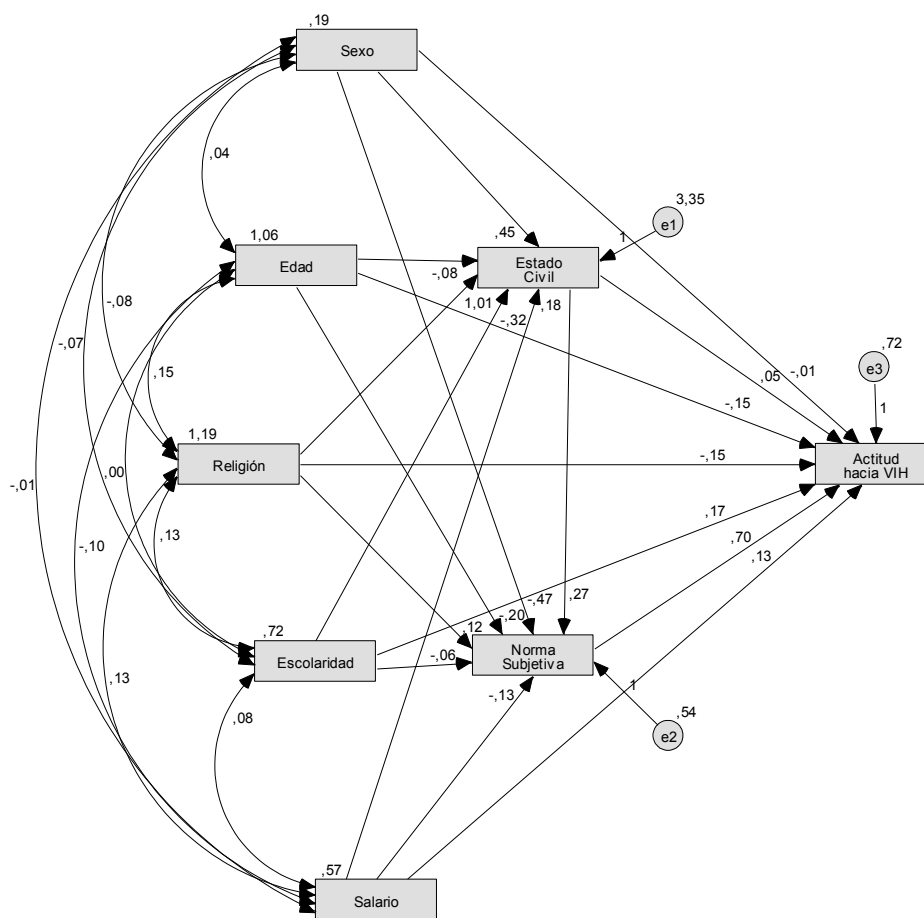 ,19
Sexo
,04
3,35
e1
1,06
Edad
,45
1
-,08
Estado
Civil
-,08
1,01
-,32
,18
-,07
,72
e3
-,01
,05
1
,15
-,15
1,19
Religión
-,15
Actitud
hacia VIH
-,01
,00
,17
,13
,70
-,10
,13
-,47
,27
-,20
,12
,72
Escolaridad
-,06
Norma
Subjetiva
,13
-,13
1
,08
,54
e2
,57
Salario